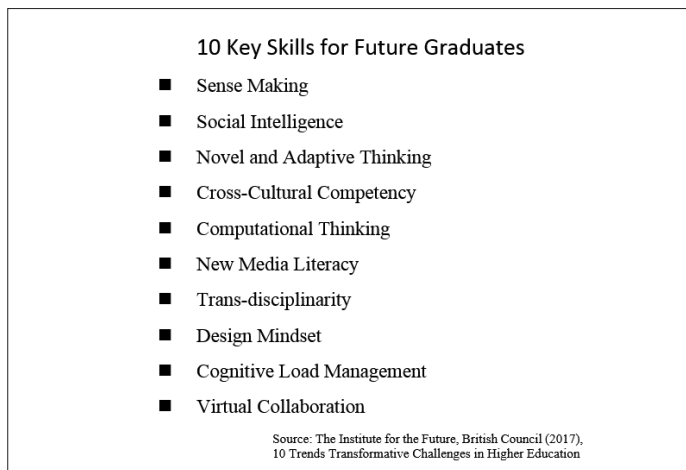 10 Key Skills for Future Graduates
Sense Making
Social Intelligence
Novel and Adaptive Thinking
Cross-Cultural Competency
Computational Thinking
New Media Literacy
Trans-disciplinarity
Design Mindset
Cognitive Load Management
Virtual Collaboration
Source: The Institute for the Future, British Council (2017),
10 Trends Transformative Challenges in Higher Education